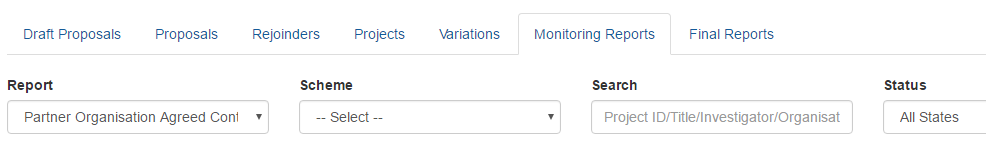 Draft Proposals Proposals Rejoinders Projects Variations Monitoring Reports Final Reports
Report Scheme Search Status
Partner Organisation Agreed Cont -- Select -- Project ID/Title/Investigator/Organisat All States